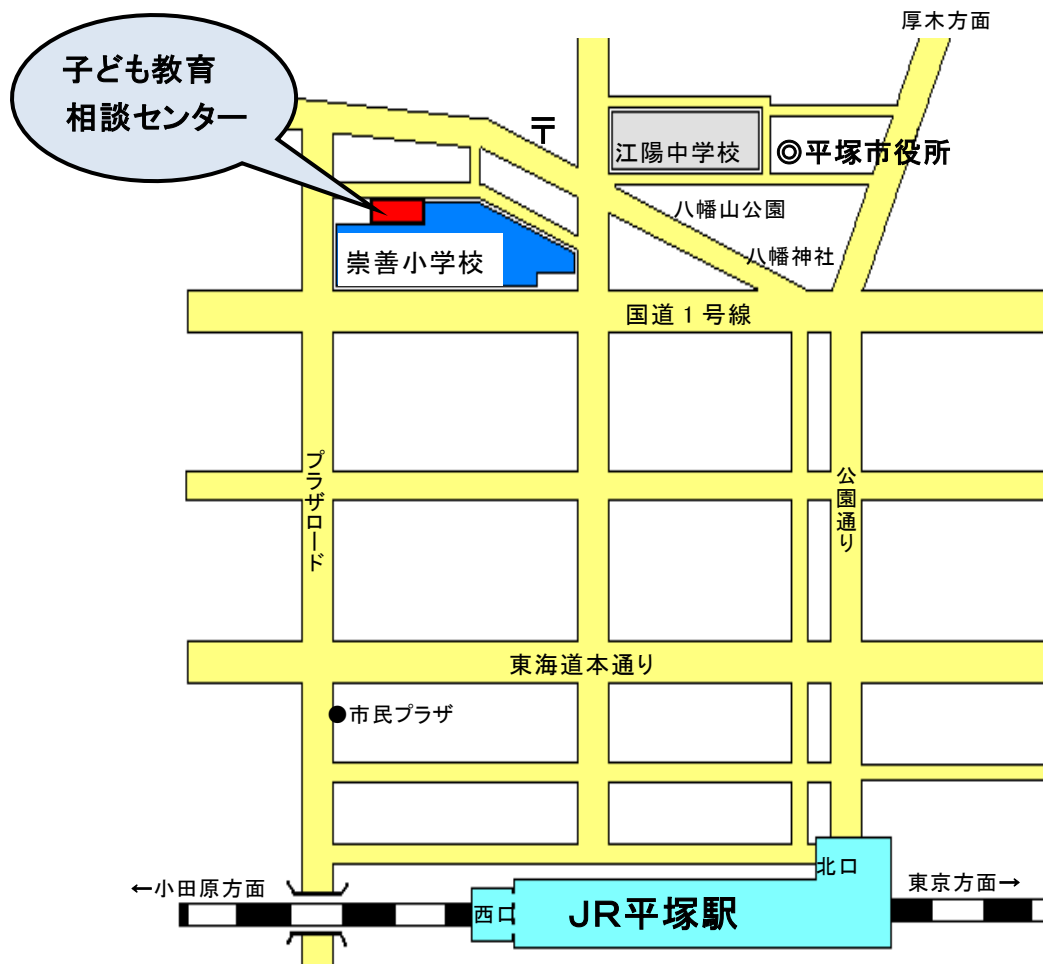 厚木方面
子ども教育
相談センター
〒
江陽中学校
◎平塚市役所
八幡山公園
崇善小学校
八幡神社
国道１号線
プラザロード
公園通り
東海道本通り
●市民プラザ
北口
←小田原方面
東京方面→
西口
ＪＲ平塚駅